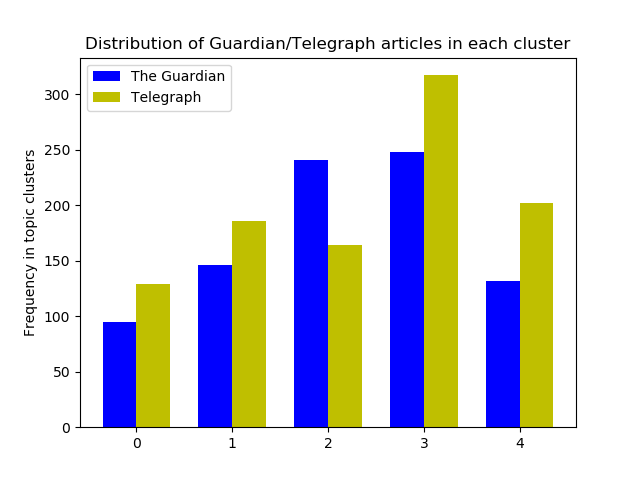 Distribution of Guardian/Telegraph articles in each cluster
The Guardian
Telegraph
Frequency in topic clusters
300
250
200
150
100
50
0
0 1 2 3 4